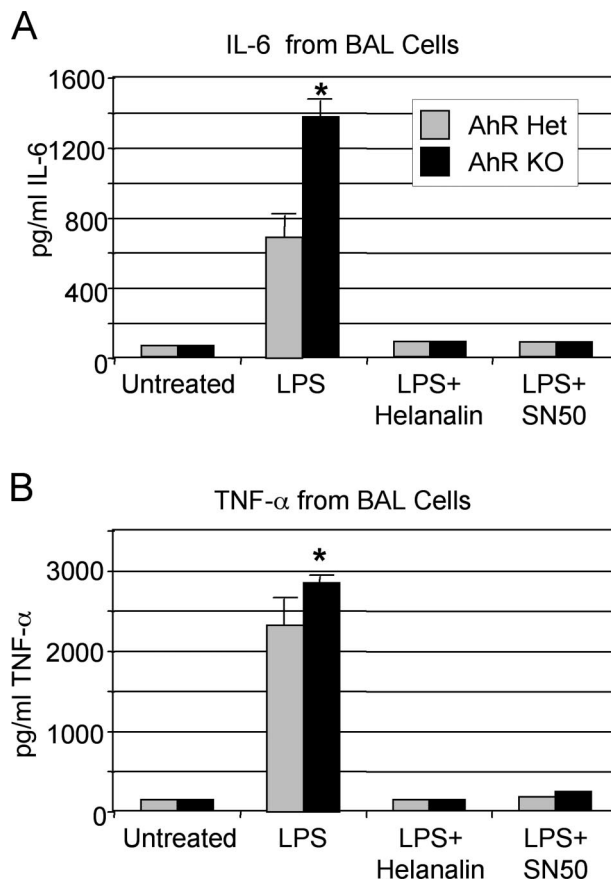 A
IL-6 from BAL Cells
1600
1200
800
400
0
pg/ml IL-6
AhR Het
AhR KO
*
Untreated
LPS
LPS+
Helanalin
LPS+
SN50
B
TNF-α from BAL Cells
3000
2000
1000
0
pg/ml TNF-α
*
Untreated
LPS
LPS+
Helanalin
LPS+
SN50